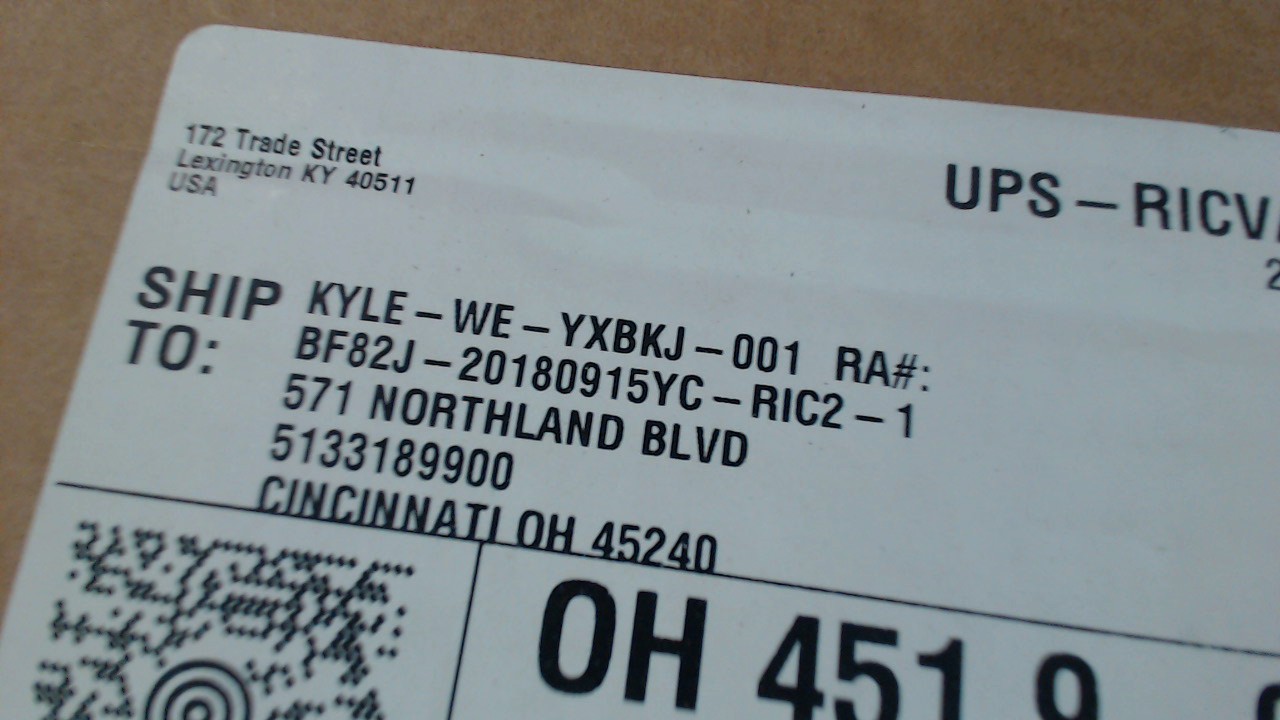 172 Trade Street
Lexington KY 40511
USA
UPS-RICV
2
SHIP TO:
KYLE-WE-YXBKJ-001 RA#:
BF82J-20180915YC-RIC2-1
571 NORTHLAND BLVD
5133189900
CINCINNATI OH 45240
OH 451 9